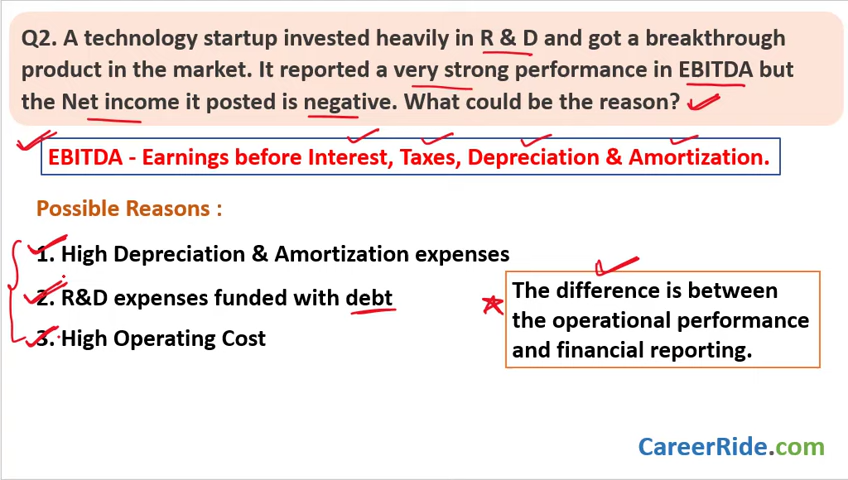 Q2. A technology startup invested heavily in R & D and got a breakthrough
product in the market. It reported a very strong performance in EBITDA but
the Net income it posted is negative. What could be the reason?
EBITDA - Earnings before Interest, Taxes, Depreciation & Amortization.
Possible Reasons :
1. High Depreciation & Amortization expenses
2. R&D expenses funded with debt
3. High Operating Cost
The difference is between
the operational performance
and financial reporting.
CareerRide.com